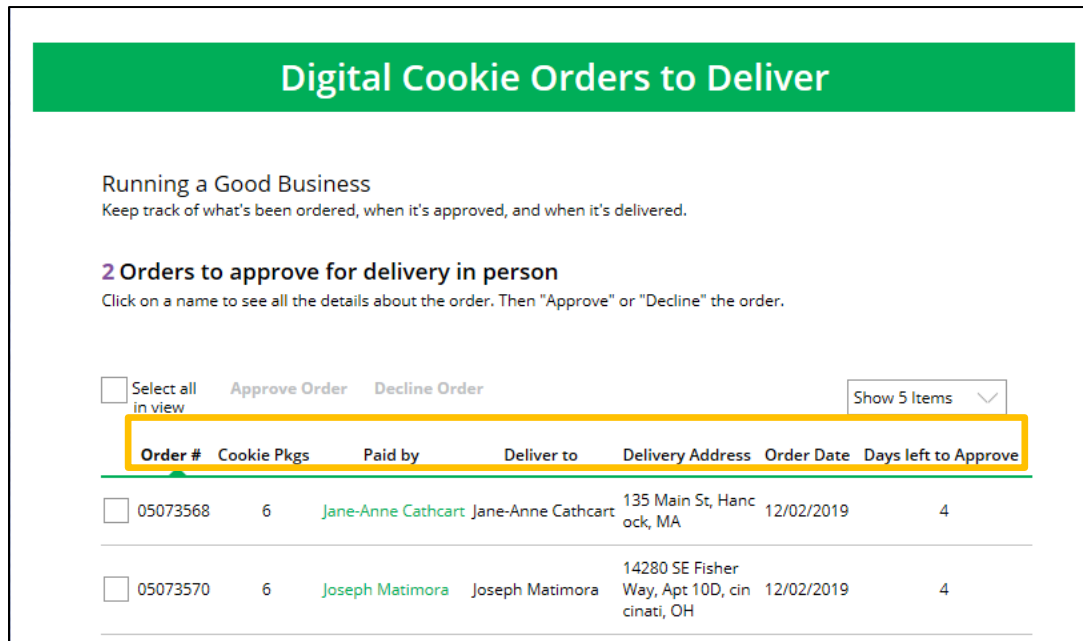 Digital Cookie Orders to Deliver
Running a Good Business
Keep track of what's been ordered, when it's approved, and when it's delivered.
2 Orders to approve for delivery in person
Click on a name to see all the details about the order. Then "Approve" or "Decline" the order.
Select all in view
Approve Order Decline Order
Show 5 Items
Order # Cookie Pkgs Paid by Deliver to Delivery Address Order Date Days left to Approve
05073568 6 Jane-Anne Cathcart Jane-Anne Cathcart 135 Main St, Hanc
ock, MA 12/02/2019 4
05073570 6 Joseph Matimora Joseph Matimora 14280 SE Fisher
Way, Apt 10D, cin
cinati, OH 12/02/2019 4